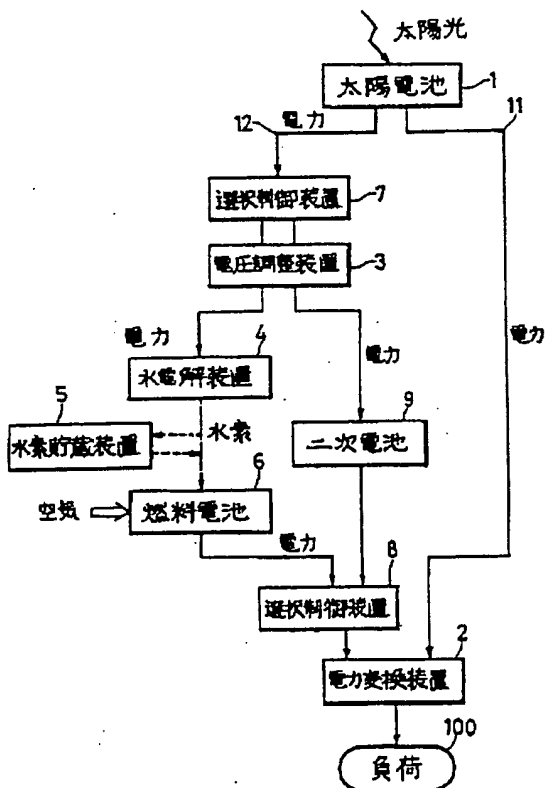 太陽光
太陽電池
1
11
12
電力
選択制御装置
7
電圧調整装置
3
電力
電力
電力
4
水電解装置
5
9
水素
水素貯蔵装置
二次電池
6
空気
燃料電池
電力
8
選択制御装置
2
電力変換装置
100
負荷